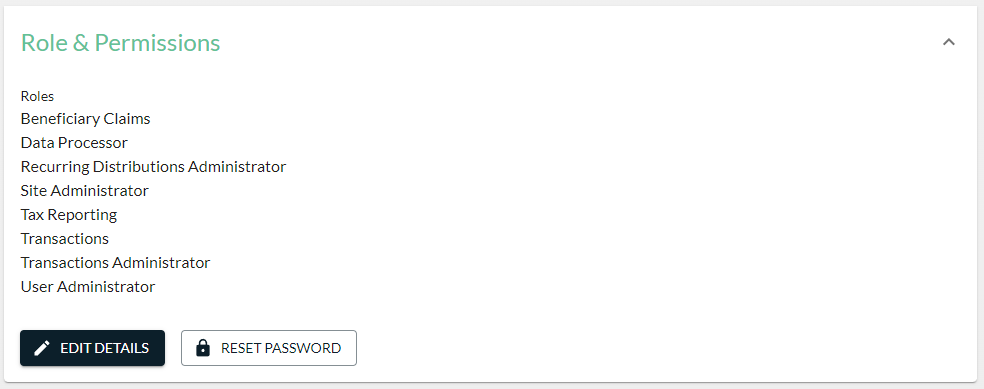 Role & Permissions
Roles
Beneficiary Claims
Data Processor
Recurring Distributions Administrator
Site Administrator
Tax Reporting
Transactions
Transactions Administrator
User Administrator
EDIT DETAILS
RESET PASSWORD